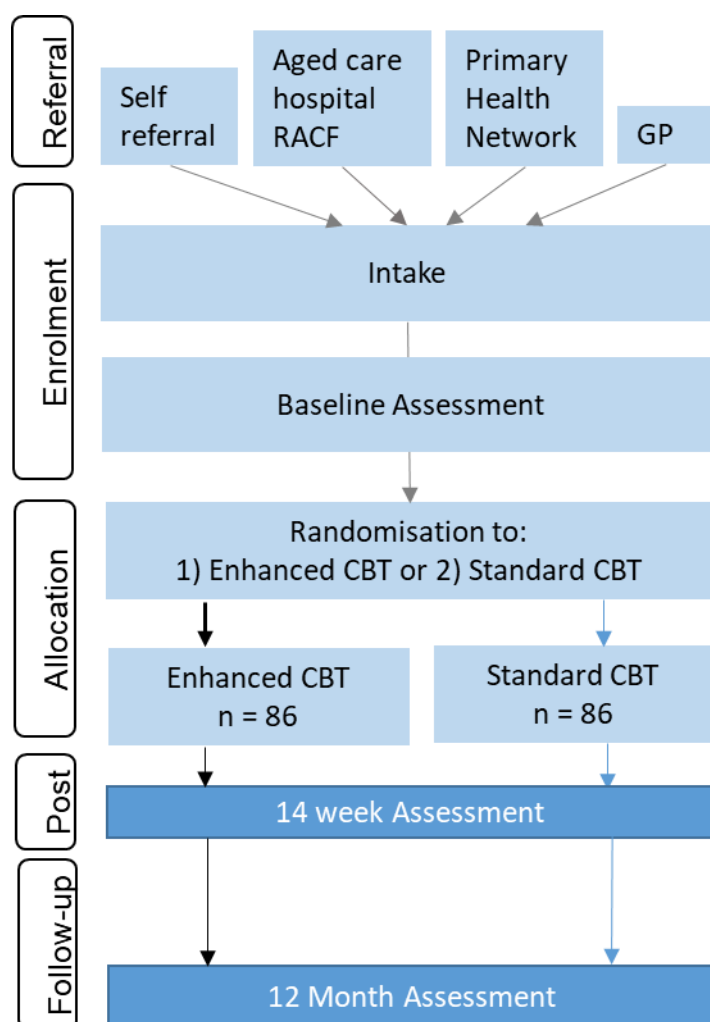 Referral
Self
referral
Aged care
hospital
RACF
Primary
Health
Network
GP
Enrolment
Intake
Baseline Assessment
Allocation
Randomisation to:
1) Enhanced CBT or 2) Standard CBT
Enhanced CBT
n = 86
Standard CBT
n = 86
Post
14 week Assessment
Follow-up
12 Month Assessment